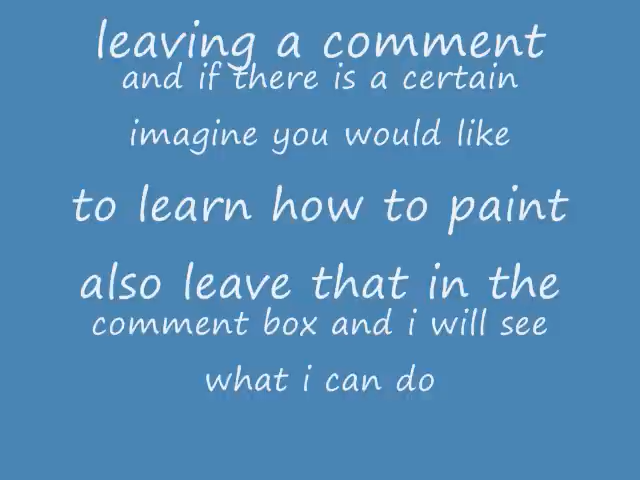 leaving a comment
and if there is a certain
imagine you would like
to learn how to paint
also leave that in the
comment box and i will see
what i can do